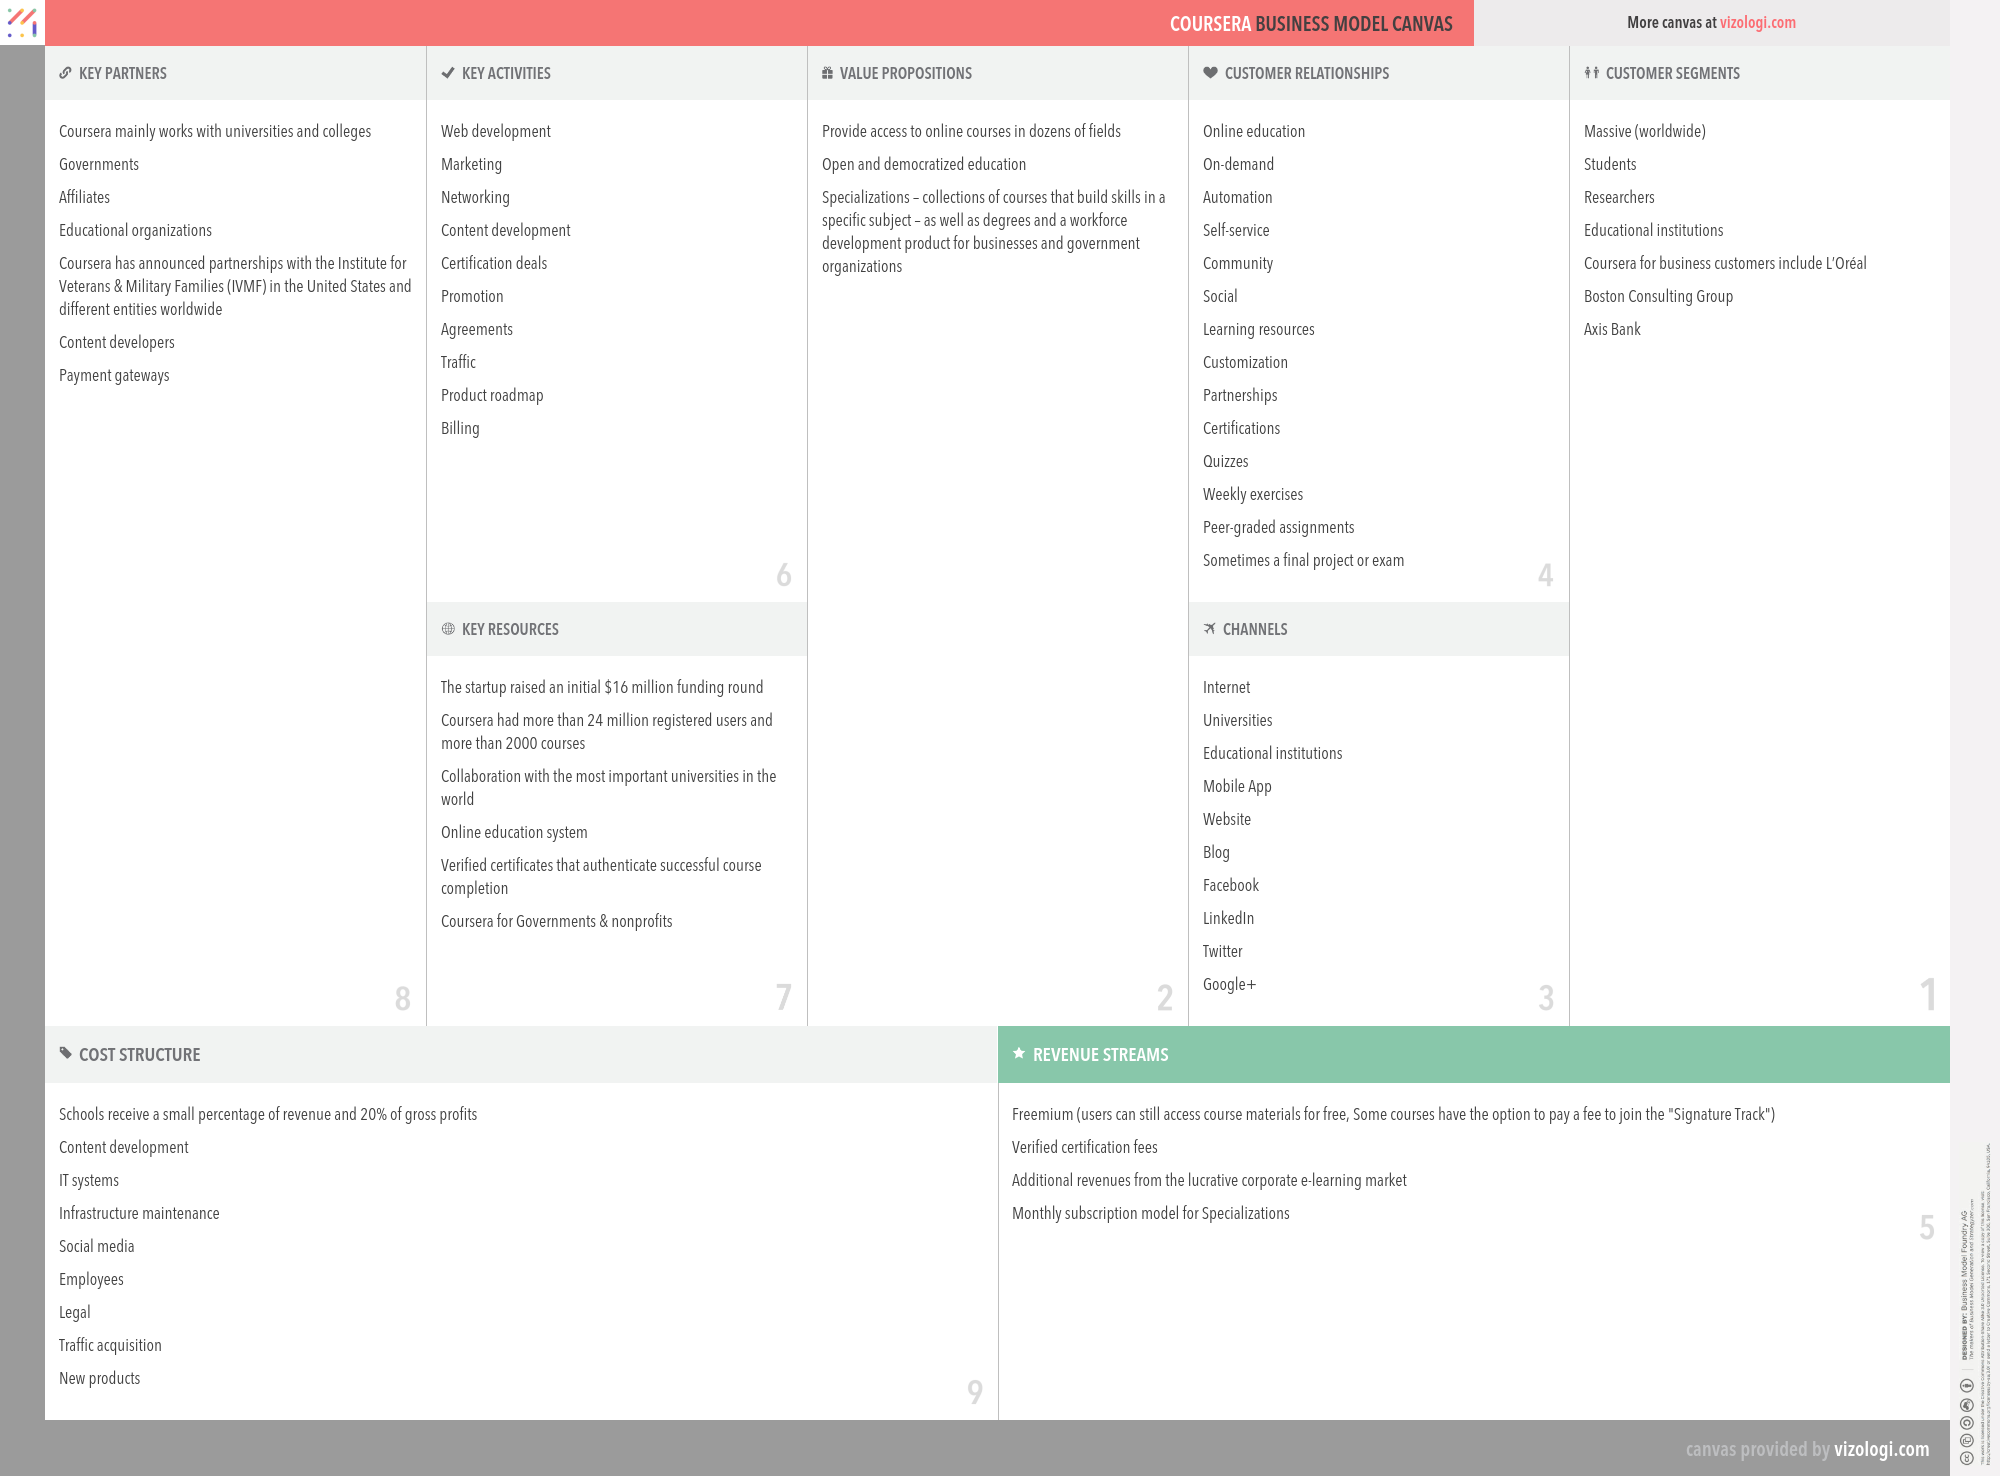 COURSERA BUSINESS MODEL CANVAS
More canvas at vizologi.com
KEY PARTNERS
Coursera mainly works with universities and colleges
Governments
Affiliates
Educational organizations
Coursera has announced partnerships with the Institute for
Veterans & Military Families (IVMF) in the United States and
different entities worldwide
Content developers
Payment gateways
8
KEY ACTIVITIES
Web development
Marketing
Networking
Content development
Certification deals
Promotion
Agreements
Traffic
Product roadmap
Billing
6
KEY RESOURCES
The startup raised an initial $16 million funding round
Coursera had more than 24 million registered users and
more than 2000 courses
Collaboration with the most important universities in the
world
Online education system
Verified certificates that authenticate successful course
completion
Coursera for Governments & nonprofits
7
VALUE PROPOSITIONS
Provide access to online courses in dozens of fields
Open and democratized education
Specializations – collections of courses that build skills in a
specific subject – as well as degrees and a workforce
development product for businesses and government
organizations
2
CUSTOMER RELATIONSHIPS
Online education
On-demand
Automation
Self-service
Community
Social
Learning resources
Customization
Partnerships
Certifications
Quizzes
Weekly exercises
Peer-graded assignments
Sometimes a final project or exam
4
CHANNELS
Internet
Universities
Educational institutions
Mobile App
Website
Blog
Facebook
LinkedIn
Twitter
Google+
3
CUSTOMER SEGMENTS
Massive (worldwide)
Students
Researchers
Educational institutions
Coursera for business customers include L’Oréal
Boston Consulting Group
Axis Bank
1
COST STRUCTURE
Schools receive a small percentage of revenue and 20% of gross profits
Content development
IT systems
Infrastructure maintenance
Social media
Employees
Legal
Traffic acquisition
New products
9
REVENUE STREAMS
Freemium (users can still access course materials for free, Some courses have the option to pay a fee to join the "Signature Track")
Verified certification fees
Additional revenues from the lucrative corporate e-learning market
Monthly subscription model for Specializations
5
canvas provided by vizologi.com
DESIGNED BY: Business Model Foundry AG
The makers of Business Model Generation and Strategyzer.com